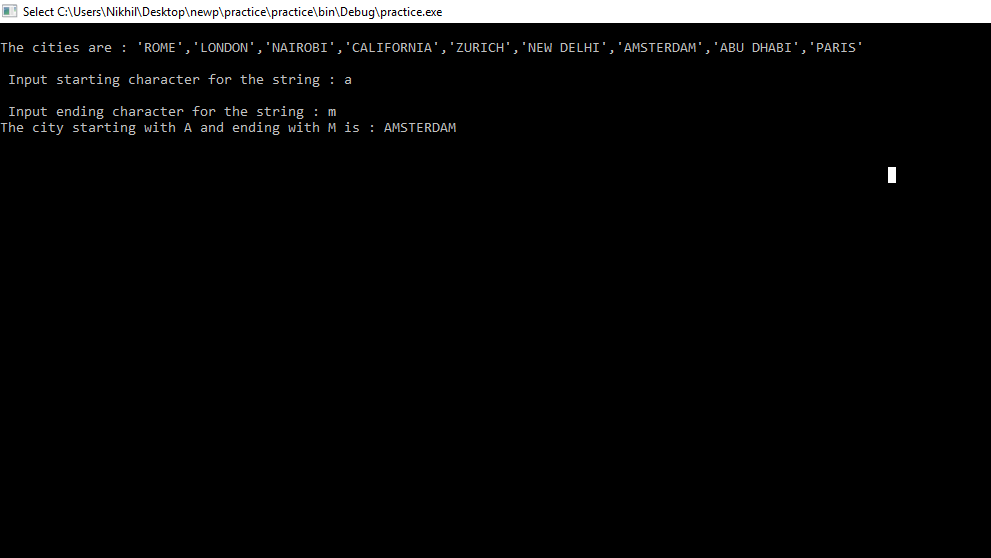 Select C:\Users\Nikhil\Desktop\newp\practice\practice\bin\Debug\practice.exe
The cities are : 'ROME','LONDON','NAIROBI','CALIFORNIA','ZURICH','NEW DELHI','AMSTERDAM','ABU DHABI','PARIS'
Input starting character for the string : a
Input ending character for the string : m
The city starting with A and ending with M is : AMSTERDAM